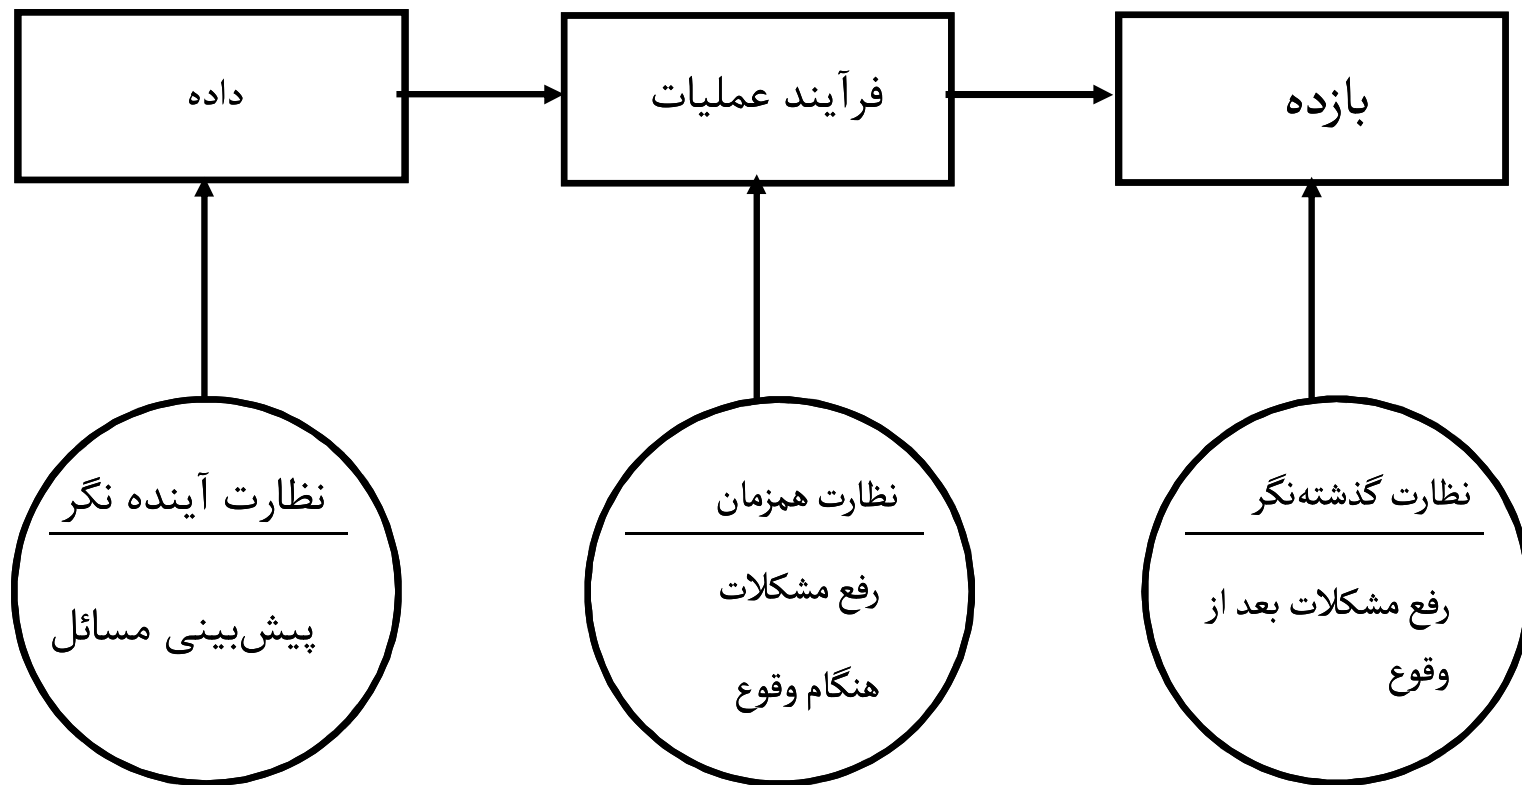 داده
فرآیند عملیات
بازده
نظارت آینده نگر
پیش‌بینی مسائل
نظارت همزمان
رفع مشکلات
هنگام وقوع
نظارت گذشته‌نگر
رفع مشکلات بعد از
وقوع